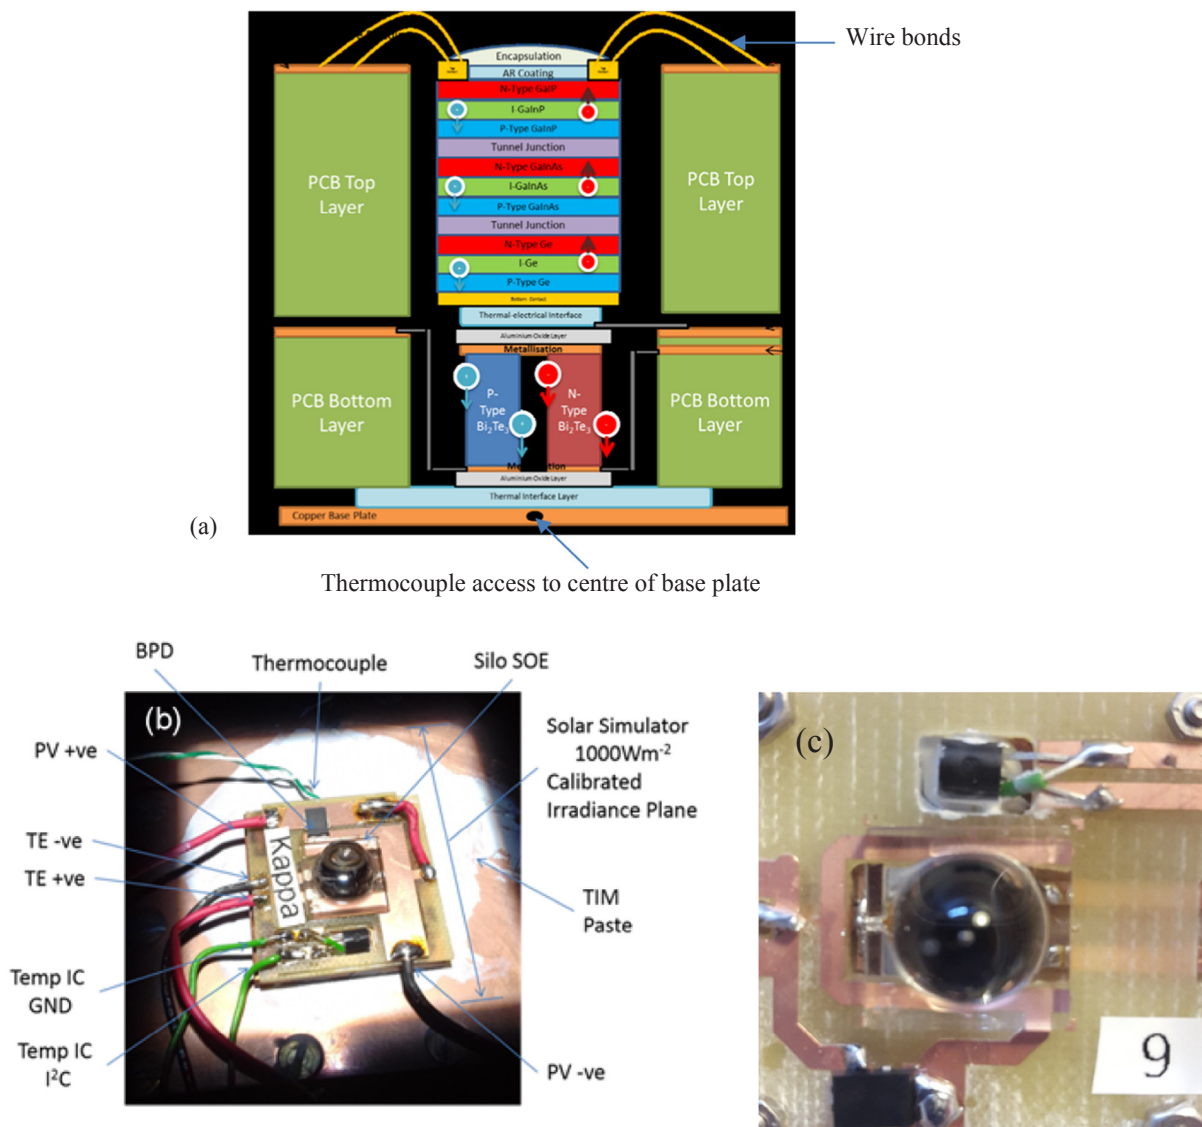 Wire bonds
Encapsulation
AR Coating
N-Type GaIP
I-GaInP
P-Type GaInP
Tunnel Junction
N-Type GaInAs
I-GaInAs
P-Type GaInAs
Tunnel Junction
N-Type Ge
I-Ge
P-Type Ge
Bottom Contact
Thermal-electrical Interface
Aluminium Oxide Layer
Metallisation
PCB Top
Layer
PCB Top
Layer
PCB Bottom
Layer
P-
Type
Bi₂Te₃
N-
Type
Bi₂Te₃
PCB Bottom
Layer
Aluminium Oxide Layer
Thermal Interface Layer
Copper Base Plate
(a)
Thermocouple access to centre of base plate
BPD
Thermocouple
Silo SOE
(b)
PV +ve
TE -ve
TE +ve
Temp IC
GND
Temp IC
I²C
Kappa
Solar Simulator
1000Wm⁻²
Calibrated
Irradiance Plane
TIM
Paste
PV -ve
(c)
9